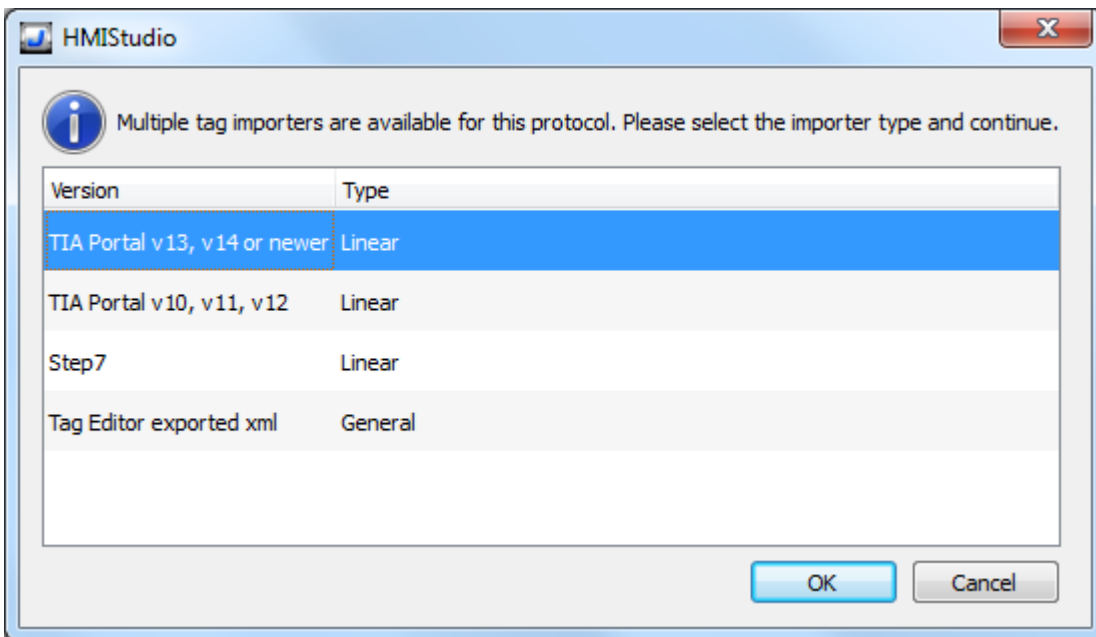 HMIStudio
Multiple tag importers are available for this protocol. Please select the importer type and continue.
Version Type
TIA Portal v13, v14 or newer Linear
TIA Portal v10, v11, v12 Linear
Step7 Linear
Tag Editor exported xml General
OK Cancel